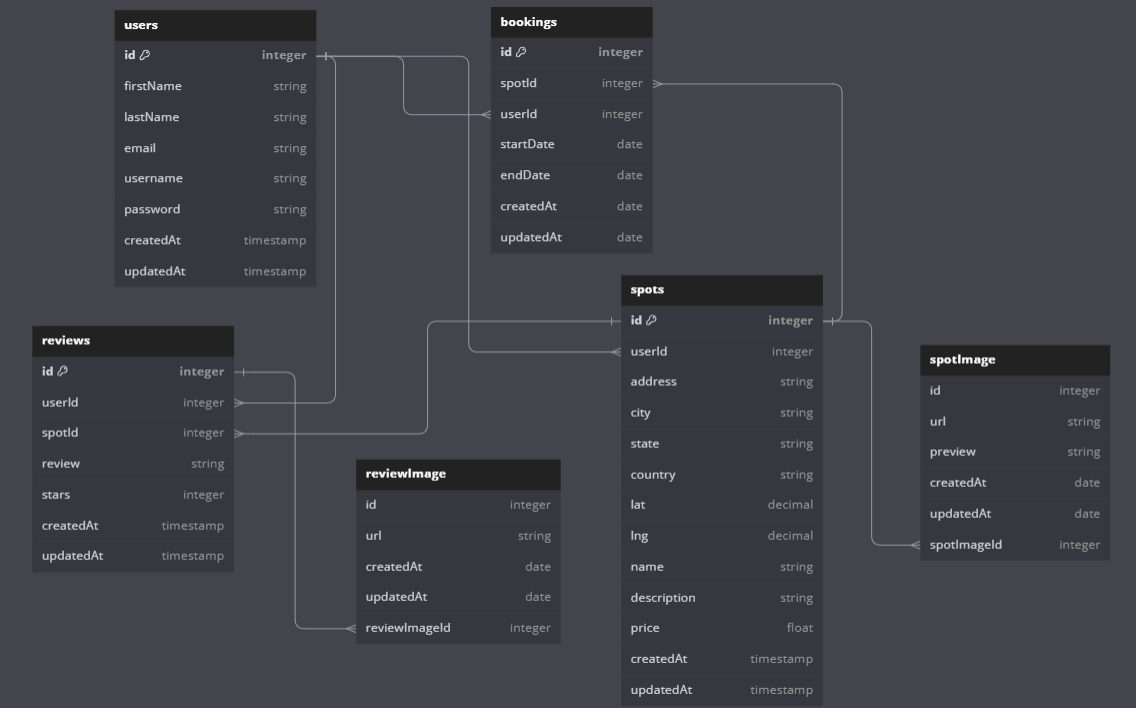 users
id integer
firstName string
lastName string
email string
username string
password string
createdAt timestamp
updatedAt timestamp
bookings
id integer
spotId integer
userId integer
startDate date
endDate date
createdAt date
updatedAt date
reviews
id integer
userId integer
spotId integer
review string
stars integer
createdAt timestamp
updatedAt timestamp
reviewImage
id integer
url string
createdAt date
updatedAt date
reviewImageId integer
spots
id integer
userId integer
address string
city string
state string
country string
lat decimal
lng decimal
name string
description string
price float
createdAt timestamp
updatedAt timestamp
spotImage
id integer
url string
preview string
createdAt date
updatedAt date
spotImageId integer